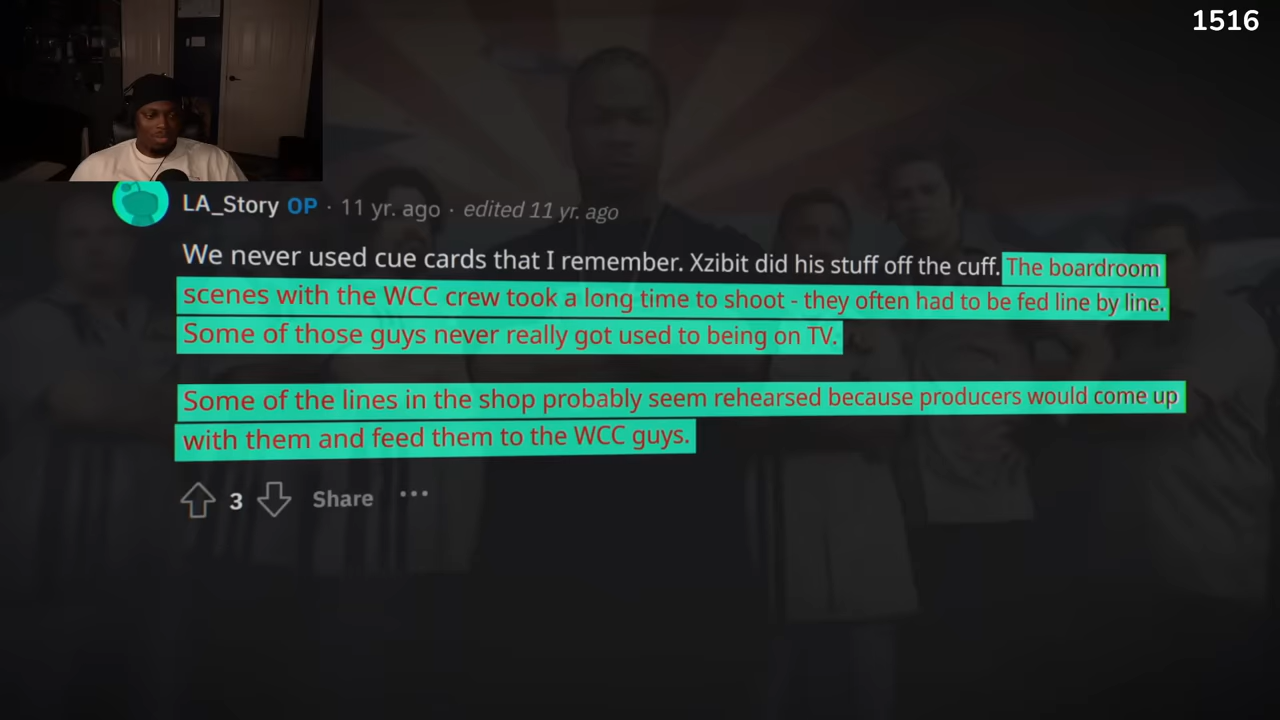 1516
LA_Story OP · 11 yr. ago · edited 11 yr. ago
We never used cue cards that I remember. Xzibit did his stuff off the cuff. The boardroom
scenes with the WCC crew took a long time to shoot - they often had to be fed line by line.
Some of those guys never really got used to being on TV.
Some of the lines in the shop probably seem rehearsed because producers would come up
with them and feed them to the WCC guys.
3 Share ...